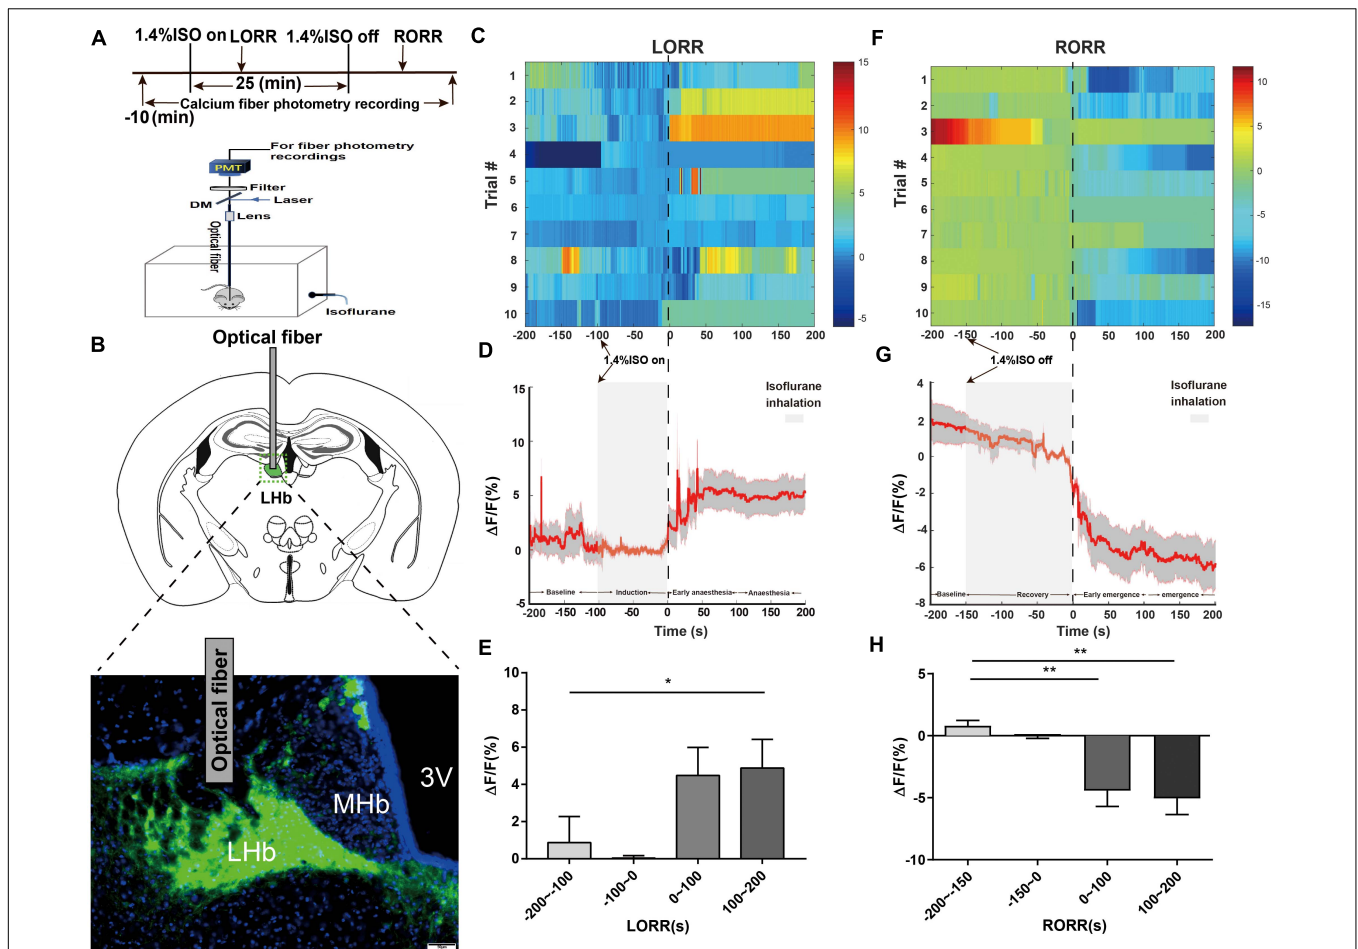 A
1.4%ISO on LORR 1.4%ISO off RORR
25 (min)
Calcium fiber photometry recording
-10 (min)
For fiber photometry
recordings
PMT
Filter
Laser
DM
Lens
Optical fiber
Isoflurane
B
Optical fiber
LHb
Optical fiber
3V
MHb
LHb
C
LORR
Trial #
1
2
3
4
5
6
7
8
9
10
-200 -150 -100 -50 0 50 100 150 200
15
10
5
0
-5
1.4%ISO on
D
Isoflurane
inhalation
ΔF/F(%)
15
10
5
0
-5
Baseline Induction Early anaesthesia Anaesthesia
-200 -150 -100 -50 0 50 100 150 200
Time (s)
E
ΔF/F(%)
10
8
6
4
2
0
*
-200~-100 -100~0 0~100 100~200
LORR(s)
F
RORR
Trial #
1
2
3
4
5
6
7
8
9
10
-200 -150 -100 -50 0 50 100 150 200
10
5
0
-5
-10
-15
1.4%ISO off
G
Isoflurane
inhalation
ΔF/F(%)
4
2
0
-2
-4
-6
-8
Baseline Recovery Early emergence emergence
-200 -150 -100 -50 0 50 100 150 200
Time (s)
H
ΔF/F(%)
5
0
-5
-10
**
**
-200~-150 -150~0 0~100 100~200
RORR(s)